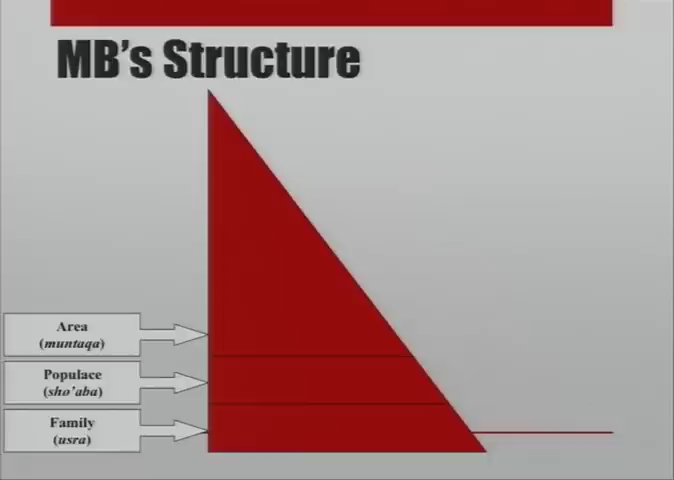 MB's Structure
Area
(muntaqa)
Populace
(sho'aba)
Family
(usra)